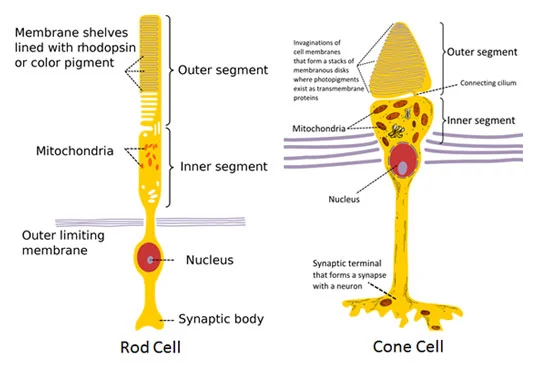 Membrane shelves
lined with rhodopsin
or color pigment
Outer segment
Mitochondria
Inner segment
Outer limiting
membrane
Nucleus
Synaptic body
Rod Cell
Invaginations of
cell membranes
that form a stacks of
membranous disks
where photopigments
exist as transmembrane
proteins
Outer segment
Connecting cilium
Mitochondria
Inner segment
Nucleus
Synaptic terminal
that forms a synapse
with a neuron
Cone Cell